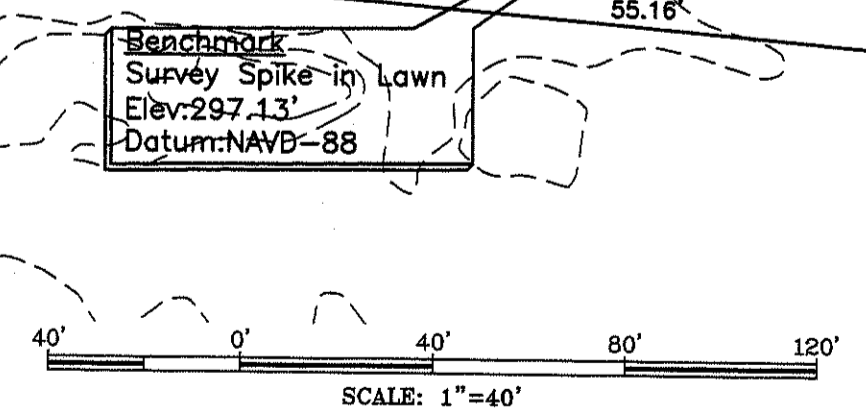 55.16'
Benchmark
Survey Spike in Lawn
Elev:297.13'
Datum:NAVD-88
40' 0' 40' 80' 120'
SCALE: 1"=40'